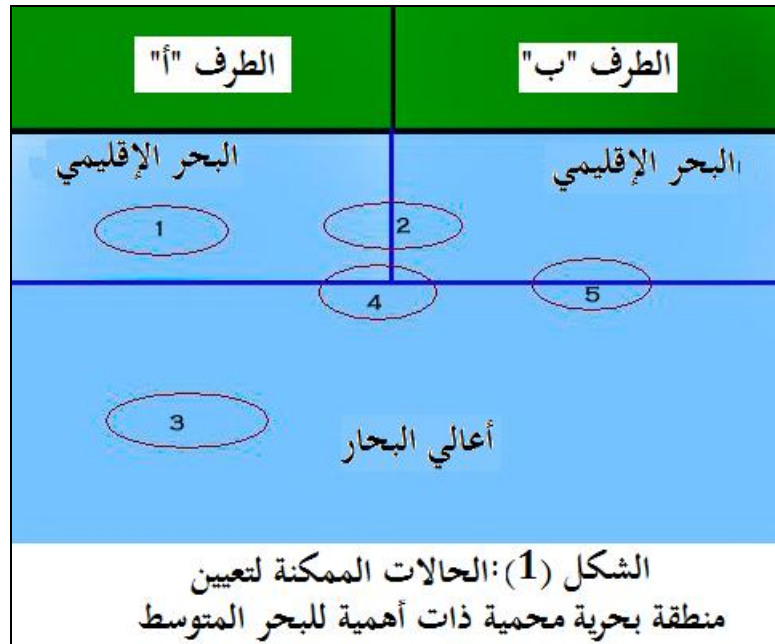 الطرف "أ"
الطرف "ب"
البحر الإقليمي
البحر الإقليمي
1
2
4
5
3
أعالي البحار
الشكل (1):الحالات الممكنة لتعيين
منطقة بحرية محمية ذات أهمية للبحر المتوسط